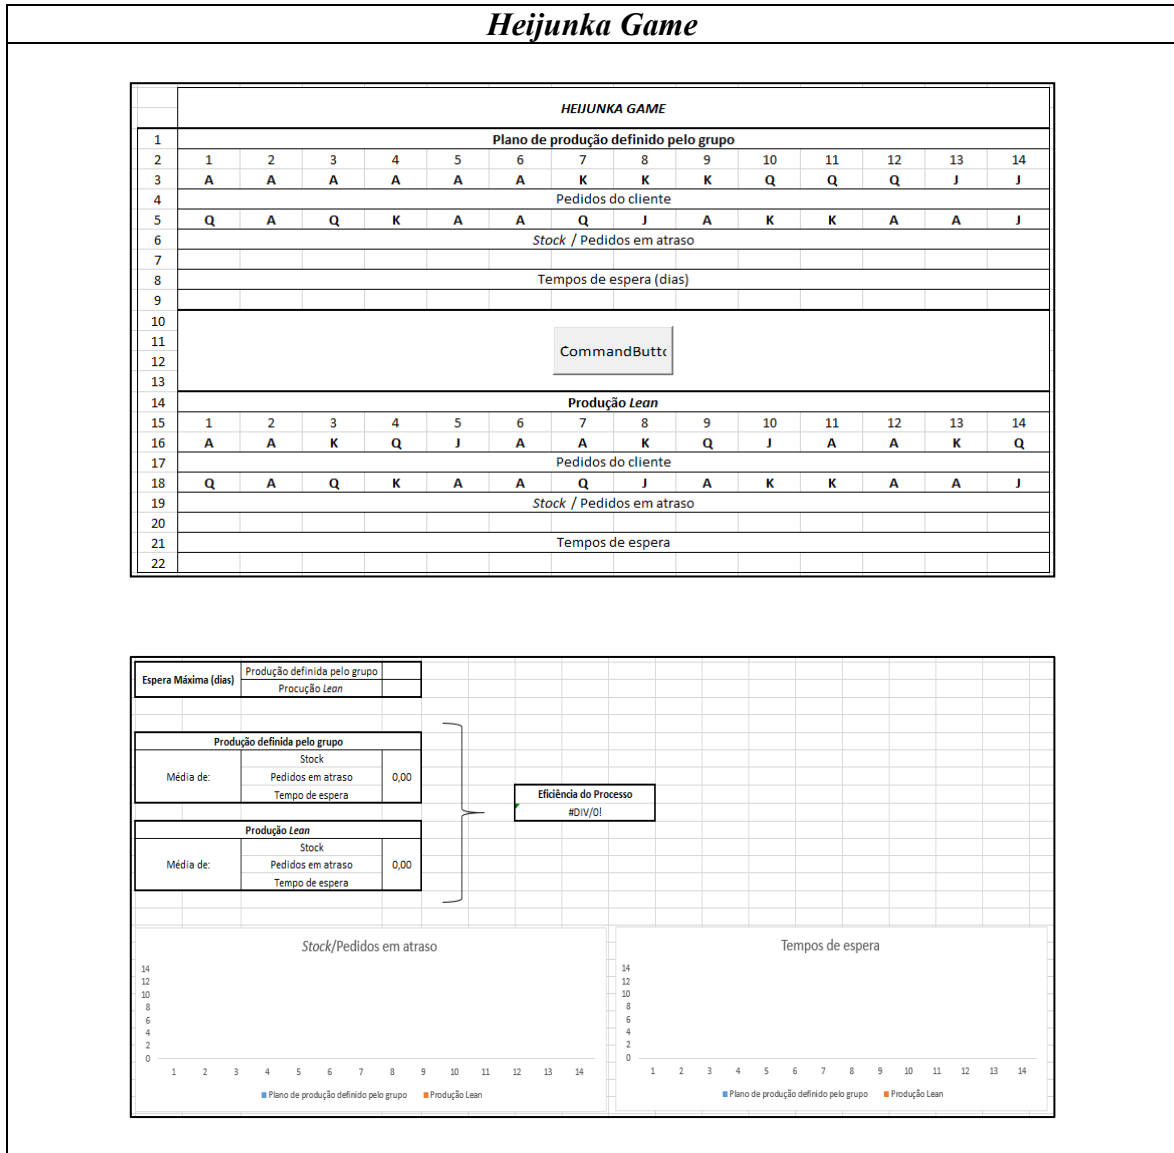 Heijunka Game
HEIJUNKA GAME
1 Plano de produção definido pelo grupo
2 1 2 3 4 5 6 7 8 9 10 11 12 13 14
3 A A A A A A K K K Q Q Q J J
4 Pedidos do cliente
5 Q A Q K A A Q J A K K A A J
6 Stock / Pedidos em atraso
7
8 Tempos de espera (dias)
9
10
11
CommandButto
12
13
14 Produção Lean
15 1 2 3 4 5 6 7 8 9 10 11 12 13 14
16 A A K Q J A A K Q J A A K Q
17 Pedidos do cliente
18 Q A Q K A A Q J A K K A A J
19 Stock / Pedidos em atraso
20
21 Tempos de espera
22
Espera Máxima (dias)
Produção definida pelo grupo
Procução Lean
Produção definida pelo grupo
Média de:
Stock
Pedidos em atraso
Tempo de espera
0,00
Produção Lean
Média de:
Stock
Pedidos em atraso
Tempo de espera
0,00
Eficiência do Processo
#DIV/0!
Stock/Pedidos em atraso
14
12
10
8
6
4
2
0
1 2 3 4 5 6 7 8 9 10 11 12 13 14
Plano de produção definido pelo grupo Produção Lean
Tempos de espera
14
12
10
8
6
4
2
0
1 2 3 4 5 6 7 8 9 10 11 12 13 14
Plano de produção definido pelo grupo Produção Lean